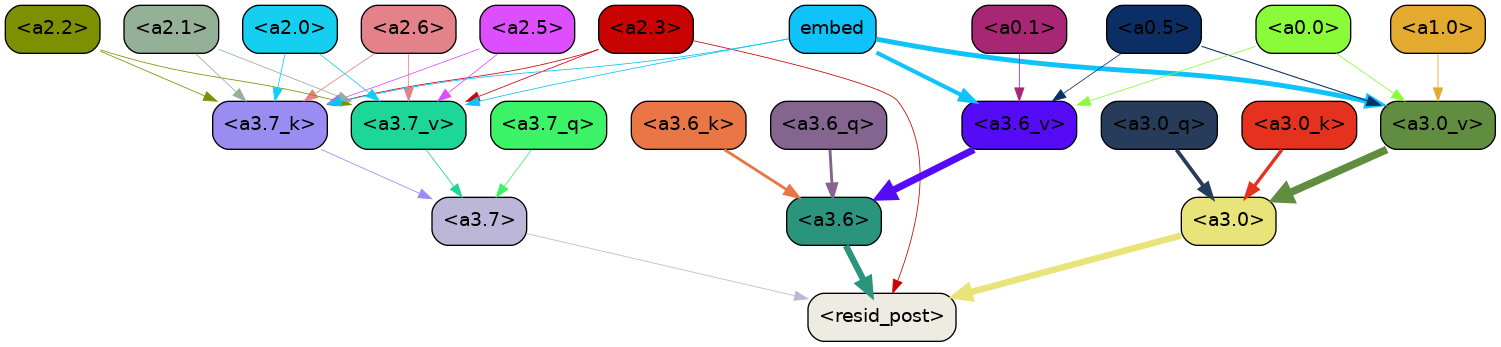 <a2.2> <a2.1> <a2.0> <a2.6> <a2.5> <a2.3> embed <a0.1> <a0.5> <a0.0> <a1.0>
<a3.7_k> <a3.7_v> <a3.7_q> <a3.6_k> <a3.6_q> <a3.6_v> <a3.0_q> <a3.0_k> <a3.0_v>
<a3.7> <a3.6> <a3.0>
<resid_post>